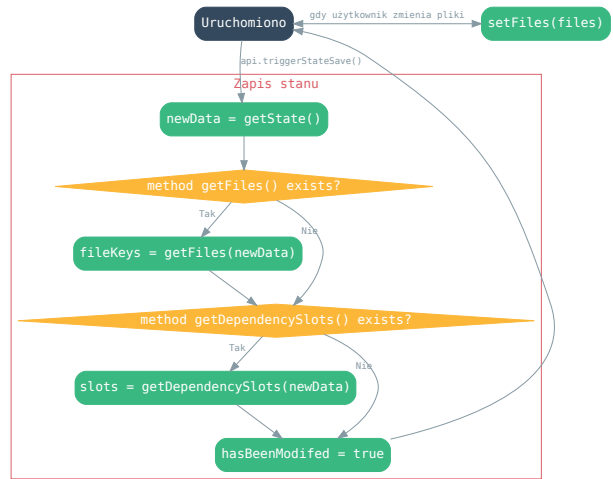 Uruchomiono
gdy użytkownik zmienia pliki
setFiles(files)
api.triggerStateSave()
Zapis stanu
newData = getState()
method getFiles() exists?
Tak
Nie
fileKeys = getFiles(newData)
method getDependencySlots() exists?
Tak
Nie
slots = getDependencySlots(newData)
hasBeenModifed = true